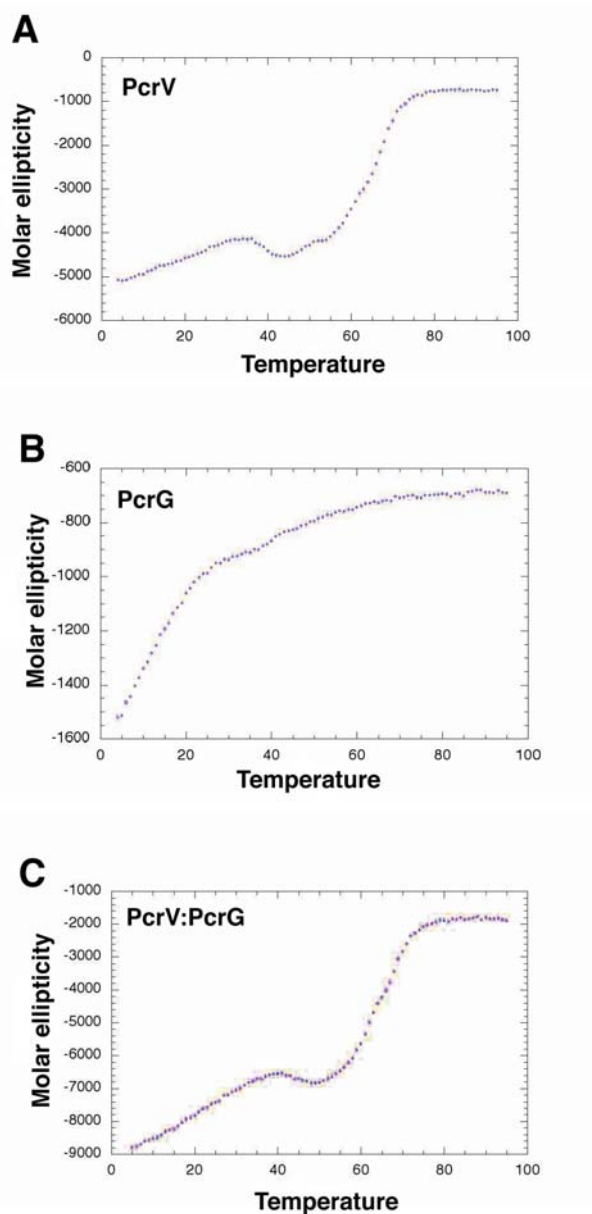 A
PcrV
Molar ellipticity
0
-1000
-2000
-3000
-4000
-5000
-6000
0 20 40 60 80 100
Temperature
B
PcrG
Molar ellipticity
-600
-800
-1000
-1200
-1400
-1600
0 20 40 60 80 100
Temperature
C
PcrV:PcrG
Molar ellipticity
-1000
-2000
-3000
-4000
-5000
-6000
-7000
-8000
-9000
0 20 40 60 80 100
Temperature